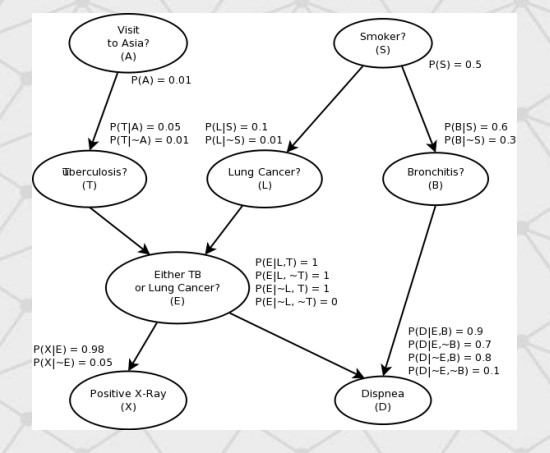 Visit
to Asia?
(A)
Smoker?
(S)
P(A) = 0.01
P(S) = 0.5
P(T|A) = 0.05
P(T|~A) = 0.01
P(L|S) = 0.1
P(L|~S) = 0.01
P(B|S) = 0.6
P(B|~S) = 0.3
Tuberculosis?
(T)
Lung Cancer?
(L)
Bronchitis?
(B)
Either TB
or Lung Cancer?
(E)
P(E|L,T) = 1
P(E|L, ~T) = 1
P(E|~L, T) = 1
P(E|~L, ~T) = 0
P(X|E) = 0.98
P(X|~E) = 0.05
P(D|E,B) = 0.9
P(D|E,~B) = 0.7
P(D|~E,B) = 0.8
P(D|~E,~B) = 0.1
Positive X-Ray
(X)
Dispnea
(D)